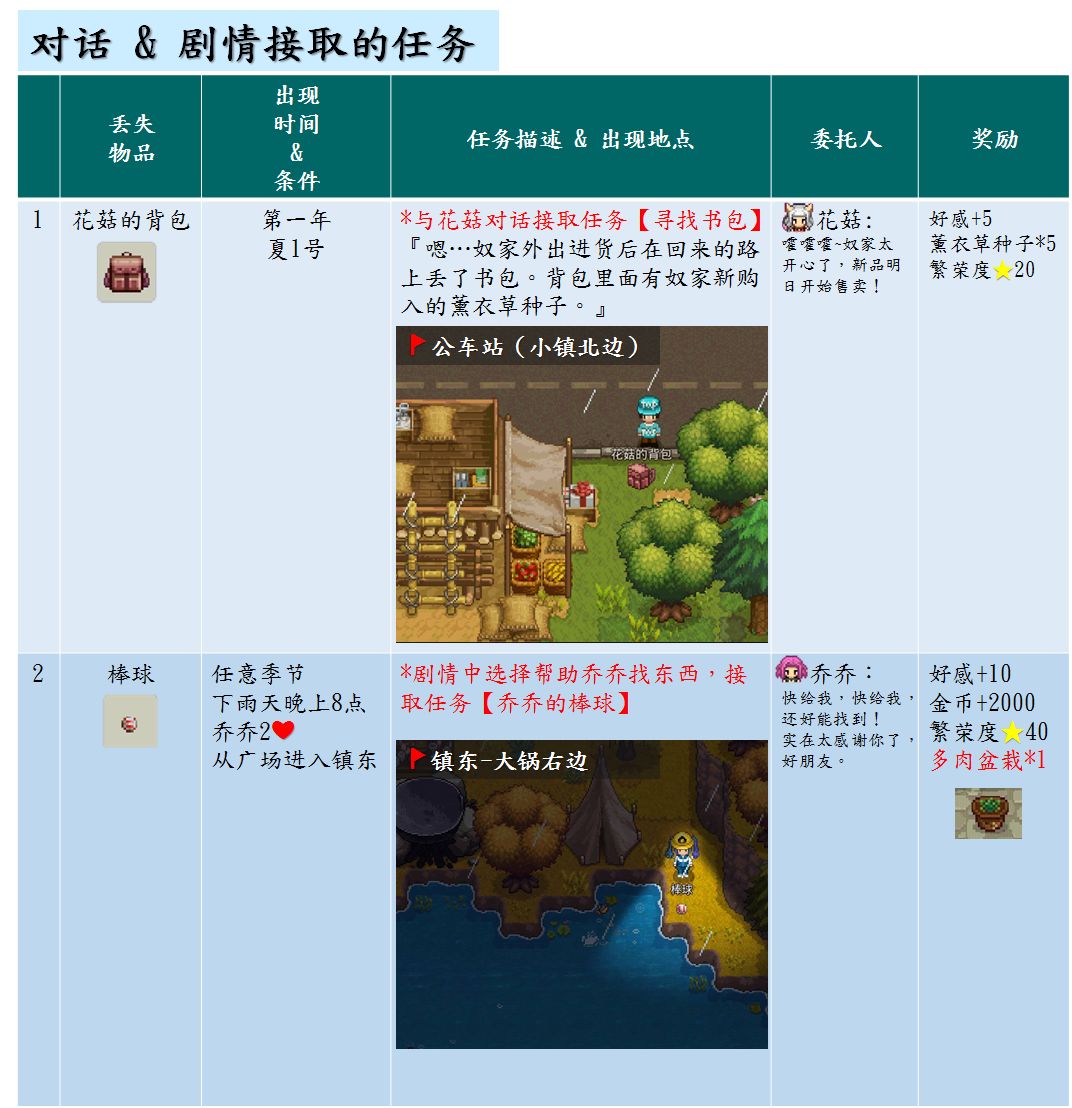 对话 & 剧情接取的任务
丢失
物品
出现
时间
&
条件
任务描述 & 出现地点
委托人
奖励
1
花菇的背包
第一年
夏1号
*与花菇对话接取任务【寻找书包】
『嗯…奴家外出进货后在回来的路
上丢了书包。背包里面有奴家新购
入的薰衣草种子。』
公车站（小镇北边）
花菇的背包
花菇：
嚯嚯嚯~奴家太
开心了，新品明
日开始售卖！
好感+5
薰衣草种子*5
繁荣度⭐20
2
棒球
任意季节
下雨天晚上8点
乔乔2❤
从广场进入镇东
*剧情中选择帮助乔乔找东西，接
取任务【乔乔的棒球】
镇东-大锅右边
棒球
乔乔：
快给我，快给我，
还好能找到！
实在太感谢你了，
好朋友。
好感+10
金币+2000
繁荣度⭐40
多肉盆栽*1